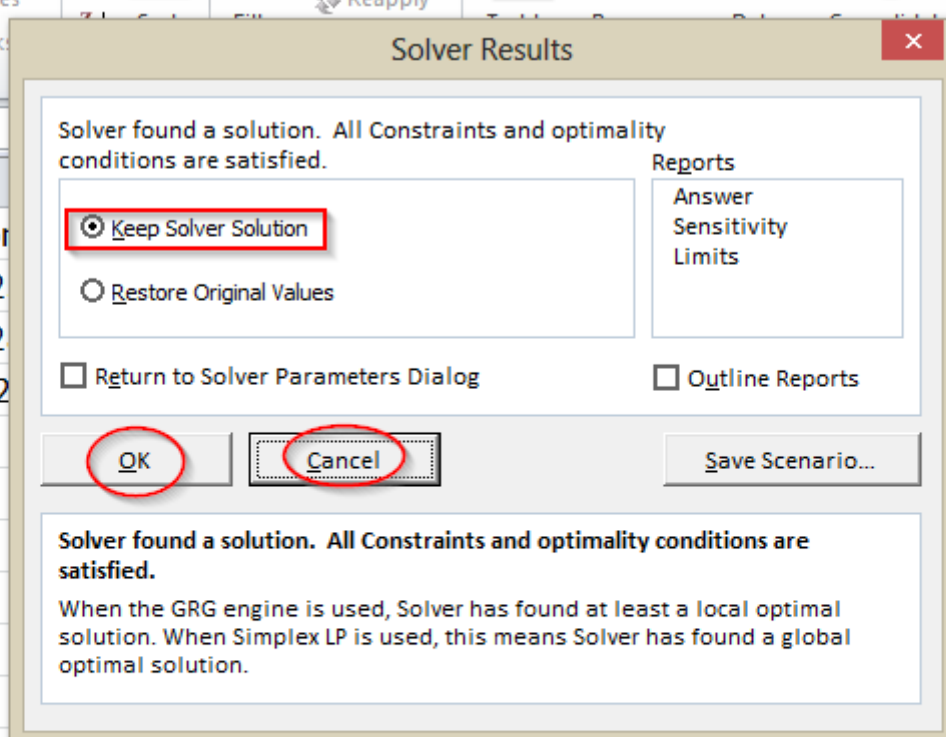 Reapply
Solver Results
Solver found a solution. All Constraints and optimality
conditions are satisfied.
Reports
Answer
Sensitivity
Limits
Keep Solver Solution
Restore Original Values
Return to Solver Parameters Dialog
Outline Reports
OK
Cancel
Save Scenario...
Solver found a solution. All Constraints and optimality conditions are
satisfied.
When the GRG engine is used, Solver has found at least a local optimal
solution. When Simplex LP is used, this means Solver has found a global
optimal solution.